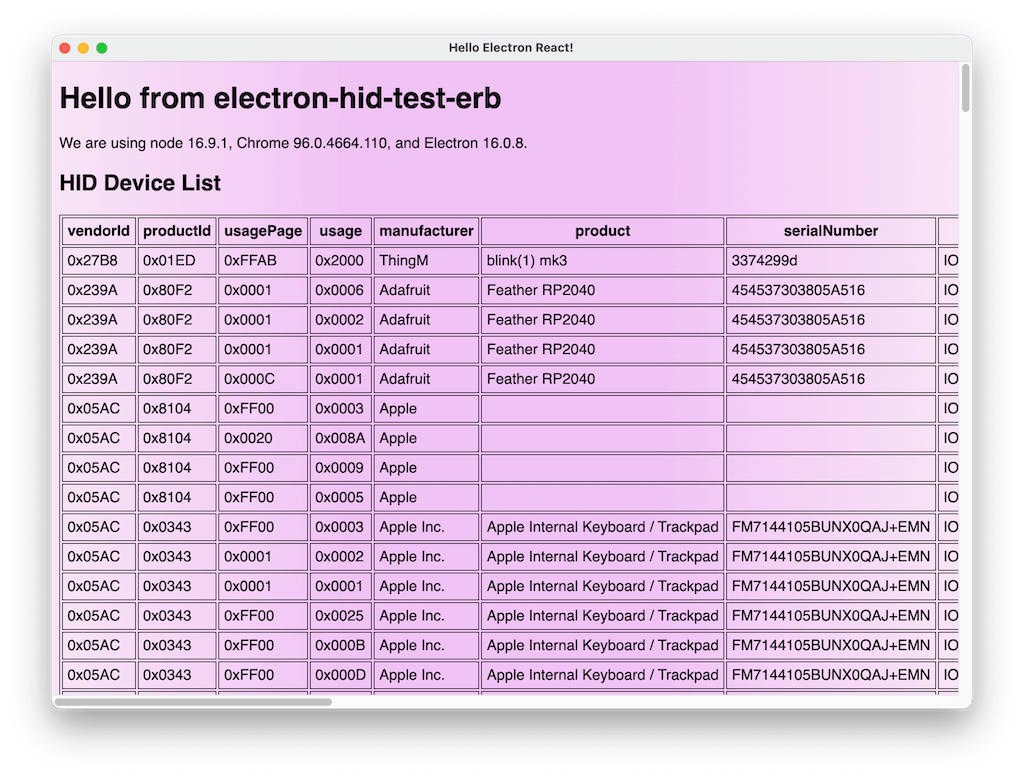 Hello Electron React!
Hello from electron-hid-test-erb
We are using node 16.9.1, Chrome 96.0.4664.110, and Electron 16.0.8.
HID Device List
vendorId productId usagePage usage manufacturer product serialNumber
0x27B8 0x01ED 0xFFAB 0x2000 ThingM blink(1) mk3 3374299d IO
0x239A 0x80F2 0x0001 0x0006 Adafruit Feather RP2040 454537303805A516 IO
0x239A 0x80F2 0x0001 0x0002 Adafruit Feather RP2040 454537303805A516 IO
0x239A 0x80F2 0x0001 0x0001 Adafruit Feather RP2040 454537303805A516 IO
0x239A 0x80F2 0x000C 0x0001 Adafruit Feather RP2040 454537303805A516 IO
0x05AC 0x8104 0xFF00 0x0003 Apple IO
0x05AC 0x8104 0x0020 0x008A Apple IO
0x05AC 0x8104 0xFF00 0x0009 Apple IO
0x05AC 0x8104 0xFF00 0x0005 Apple IO
0x05AC 0x0343 0xFF00 0x0003 Apple Inc. Apple Internal Keyboard / Trackpad FM7144105BUNX0QAJ+EMN IO
0x05AC 0x0343 0x0001 0x0002 Apple Inc. Apple Internal Keyboard / Trackpad FM7144105BUNX0QAJ+EMN IO
0x05AC 0x0343 0x0001 0x0001 Apple Inc. Apple Internal Keyboard / Trackpad FM7144105BUNX0QAJ+EMN IO
0x05AC 0x0343 0xFF00 0x0025 Apple Inc. Apple Internal Keyboard / Trackpad FM7144105BUNX0QAJ+EMN IO
0x05AC 0x0343 0xFF00 0x000B Apple Inc. Apple Internal Keyboard / Trackpad FM7144105BUNX0QAJ+EMN IO
0x05AC 0x0343 0xFF00 0x000D Apple Inc. Apple Internal Keyboard / Trackpad FM7144105BUNX0QAJ+EMN IO